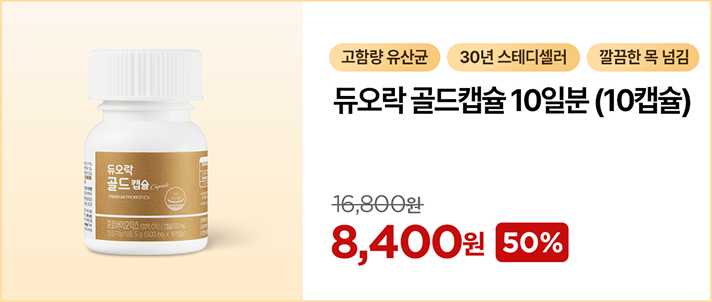 고함량 유산균
30년 스테디셀러
깔끔한 목 넘김
듀오락 골드캡슐 10일분 (10캡슐)
16,800원
8,400원
50%
듀오락
골드캡슐